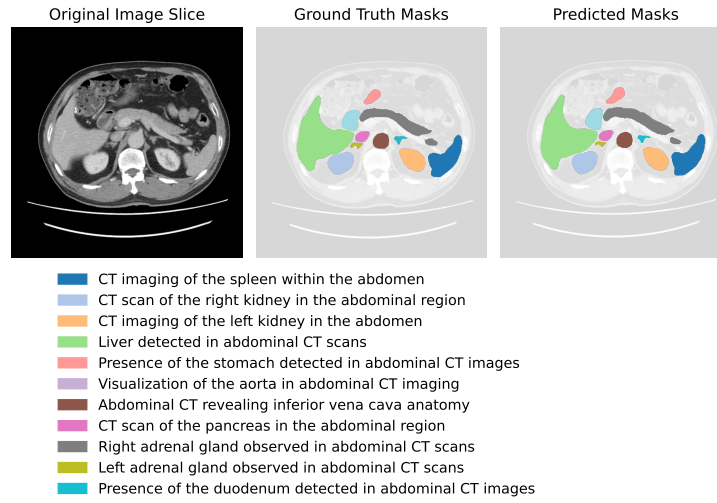 Original Image Slice
Ground Truth Masks
Predicted Masks
CT imaging of the spleen within the abdomen
CT scan of the right kidney in the abdominal region
CT imaging of the left kidney in the abdomen
Liver detected in abdominal CT scans
Presence of the stomach detected in abdominal CT images
Visualization of the aorta in abdominal CT imaging
Abdominal CT revealing inferior vena cava anatomy
CT scan of the pancreas in the abdominal region
Right adrenal gland observed in abdominal CT scans
Left adrenal gland observed in abdominal CT scans
Presence of the duodenum detected in abdominal CT images